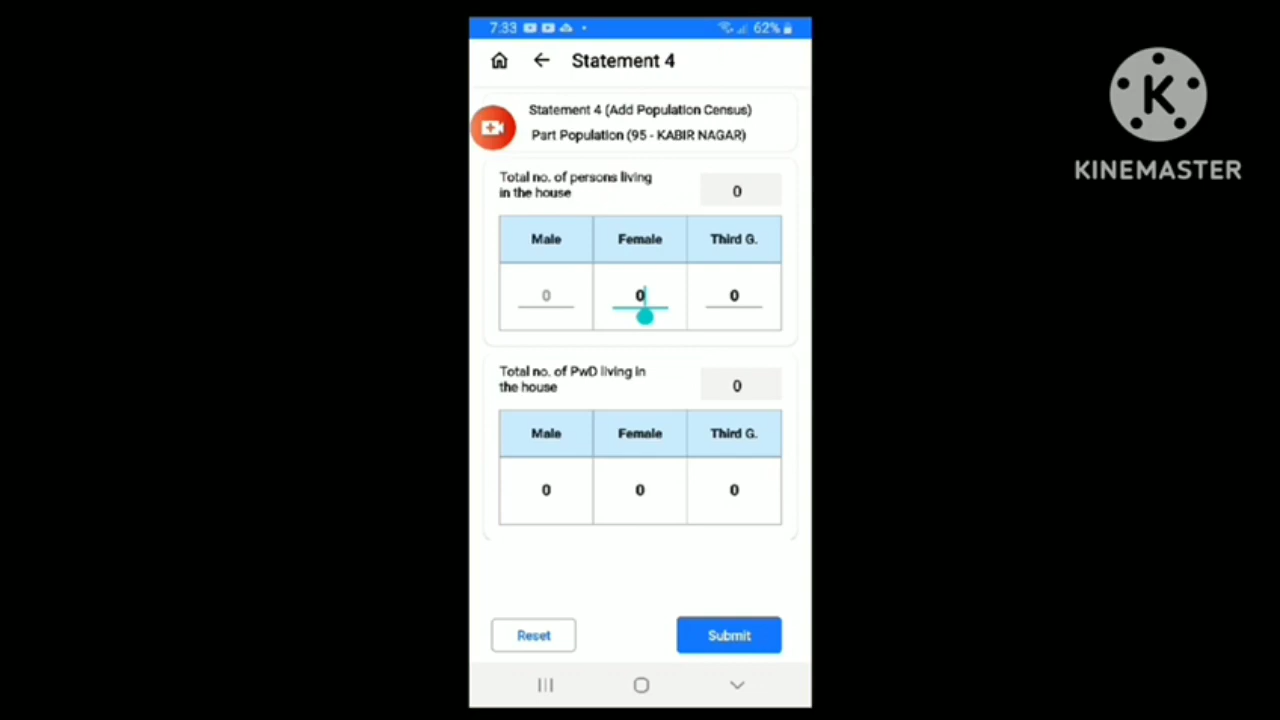 7:33 62%
Statement 4
Statement 4 (Add Population Census)
Part Population (95 - KABIR NAGAR)
Total no. of persons living
in the house
0
Male Female Third G.
0 0 0
Total no. of PwD living in
the house
0
Male Female Third G.
0 0 0
Reset Submit
K
KINEMASTER